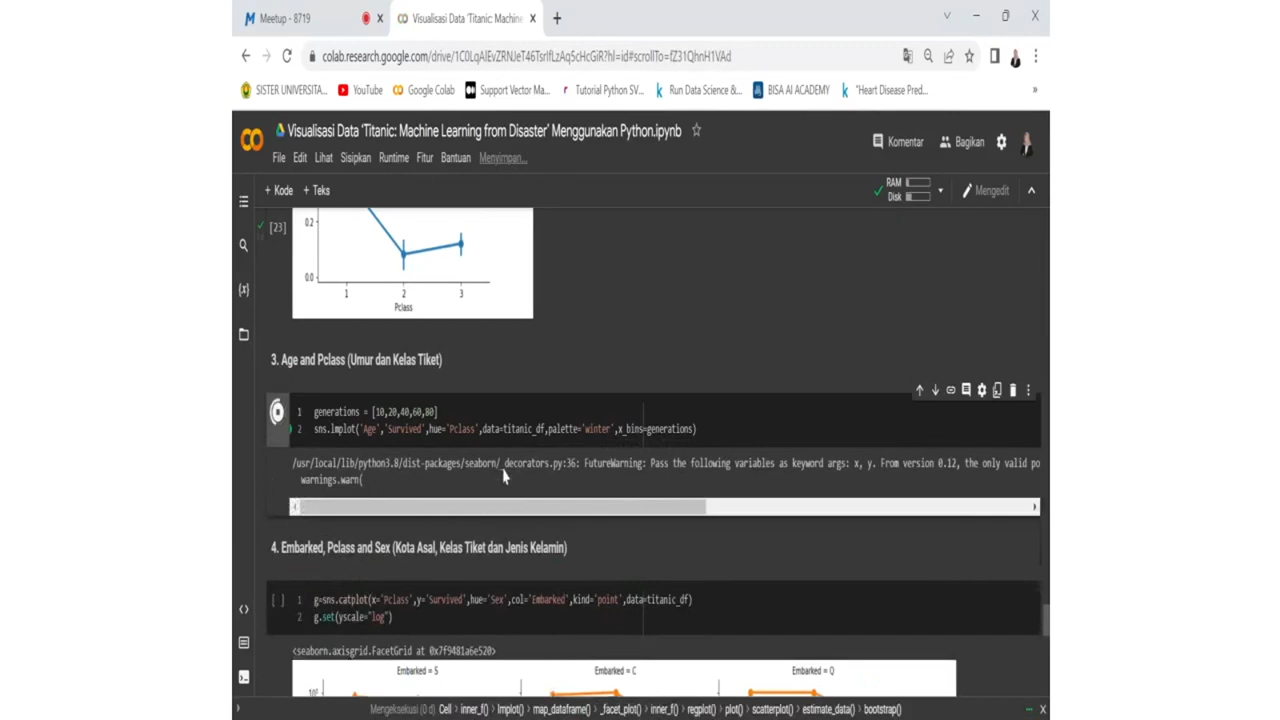 Meetup - 8719
Visualisasi Data 'Titanic: Machine
colab.research.google.com/drive/1C0LqAlEvZRNJeT46TsrlfLzAq5cHcGiR?hl=id#scrollTo=fZ31QhnH1VAd
SISTER UNIVERSITA... YouTube Google Colab Support Vector Ma... Tutorial Python SV... Run Data Science &... BISA AI ACADEMY "Heart Disease Pred...
Visualisasi Data 'Titanic: Machine Learning from Disaster' Menggunakan Python.ipynb
Komentar Bagikan
File Edit Lihat Sisipkan Runtime Fitur Bantuan Menyimpan...
+ Kode + Teks
RAM
Disk
Mengedit
[23]
0.2
0.0
1 2 3
Pclass
3. Age and Pclass (Umur dan Kelas Tiket)
1 generations = [10,20,40,60,80]
2 sns.lmplot('Age','Survived',hue='Pclass',data=titanic_df,palette='winter',x_bins=generations)
/usr/local/lib/python3.8/dist-packages/seaborn/_decorators.py:36: FutureWarning: Pass the following variables as keyword args: x, y. From version 0.12, the only valid po
warnings.warn(
4. Embarked, Pclass and Sex (Kota Asal, Kelas Tiket dan Jenis Kelamin)
[ ] 1 g=sns.catplot(x='Pclass',y='Survived',hue='Sex',col='Embarked',kind='point',data=titanic_df)
2 g.set(yscale="log")
<seaborn.axisgrid.FacetGrid at 0x7f9481a6e520>
Embarked = S Embarked = C Embarked = Q
Mengeksekusi (0 d) Cell > inner_f() > lmplot() > map_dataframe() > _facet_plot() > inner_f() > regplot() > plot() > scatterplot() > estimate_data() > bootstrap()